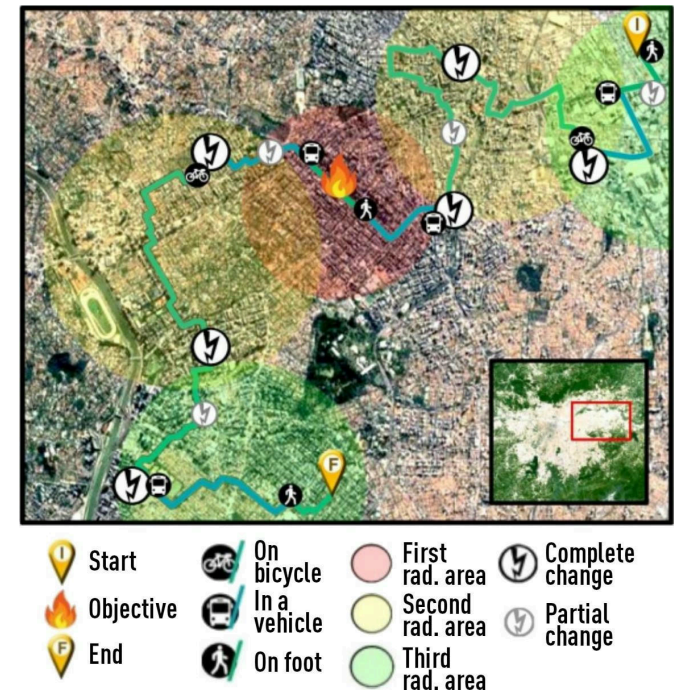 I
F
I
Start
Objective
F
End
On
bicycle
In a
vehicle
On foot
First
rad. area
Second
rad. area
Third
rad. area
Complete
change
Partial
change